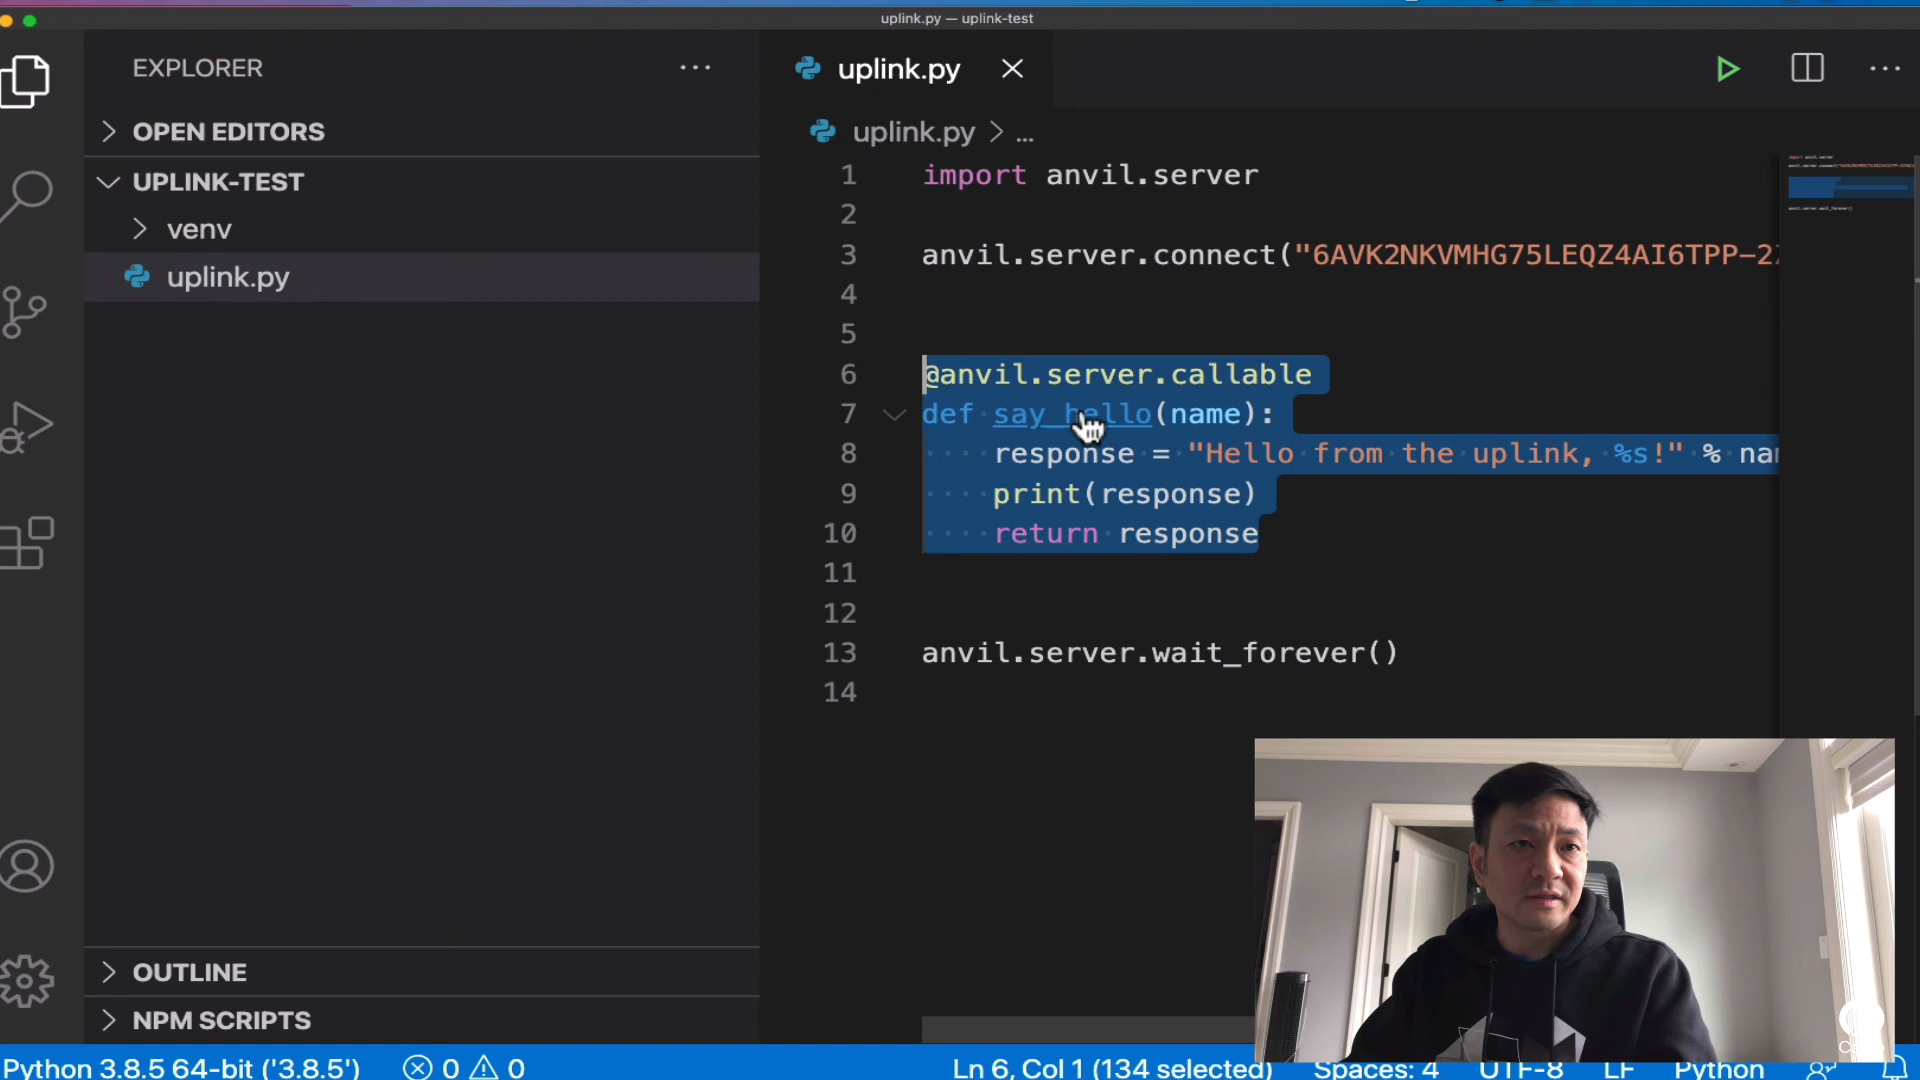 uplink.py — uplink-test
EXPLORER
OPEN EDITORS
UPLINK-TEST
venv
uplink.py
OUTLINE
NPM SCRIPTS
uplink.py
uplink.py > ...
1 import anvil.server
2
3 anvil.server.connect("6AVK2NKVMHG75LEQZ4AI6TPP-2
4
5
6 @anvil.server.callable
7 def say_hello(name):
8 response = "Hello from the uplink, %s!" % na
9 print(response)
10 return response
11
12
13 anvil.server.wait_forever()
14
Python 3.8.5 64-bit ('3.8.5') 0 0 Ln 6, Col 1 (134 selected) Spaces: 4 UTF-8 LF Python